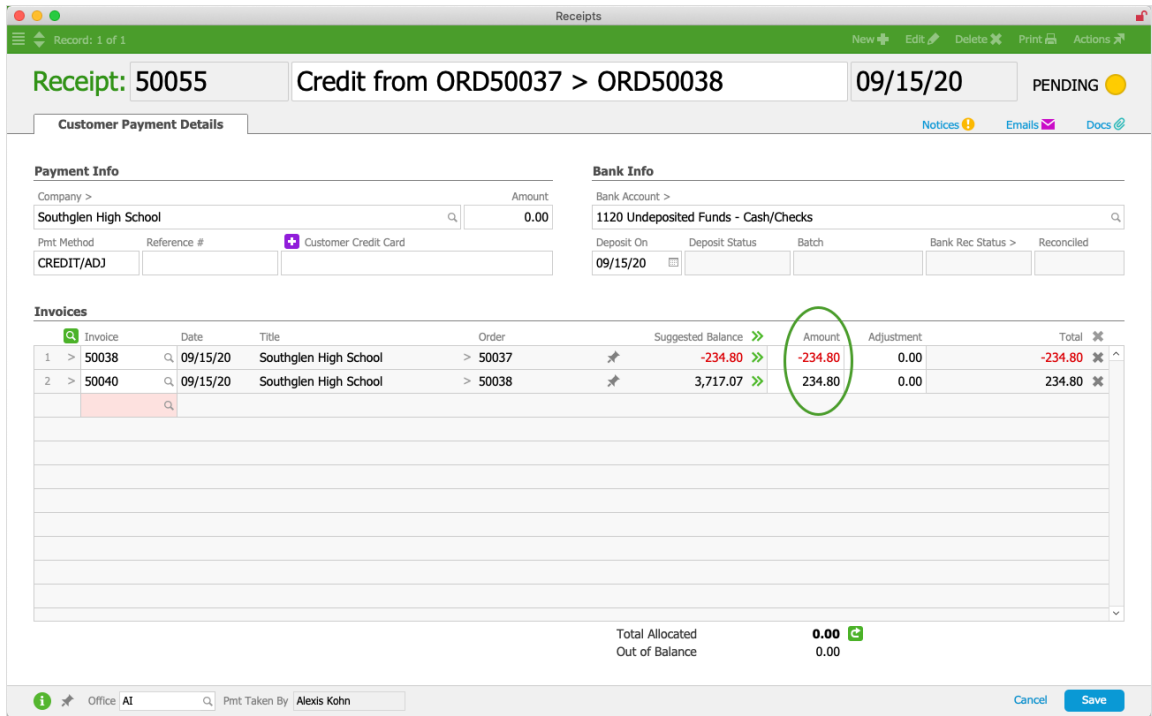 Receipts
Record: 1 of 1 New Edit Delete Print Actions
Receipt: 50055 Credit from ORD50037 > ORD50038 09/15/20 PENDING
Customer Payment Details Notices Emails Docs
Payment Info Bank Info
Company > Amount Bank Account >
Southglen High School 0.00 1120 Undeposited Funds - Cash/Checks
Pmt Method Reference # Customer Credit Card Deposit On Deposit Status Batch Bank Rec Status > Reconciled
CREDIT/ADJ 09/15/20
Invoices
Invoice Date Title Order Suggested Balance Amount Adjustment Total
1 > 50038 09/15/20 Southglen High School > 50037 -234.80 -234.80 0.00 -234.80
2 > 50040 09/15/20 Southglen High School > 50038 3,717.07 234.80 0.00 234.80
Total Allocated 0.00
Out of Balance 0.00
Office AI Pmt Taken By Alexis Kohn Cancel Save